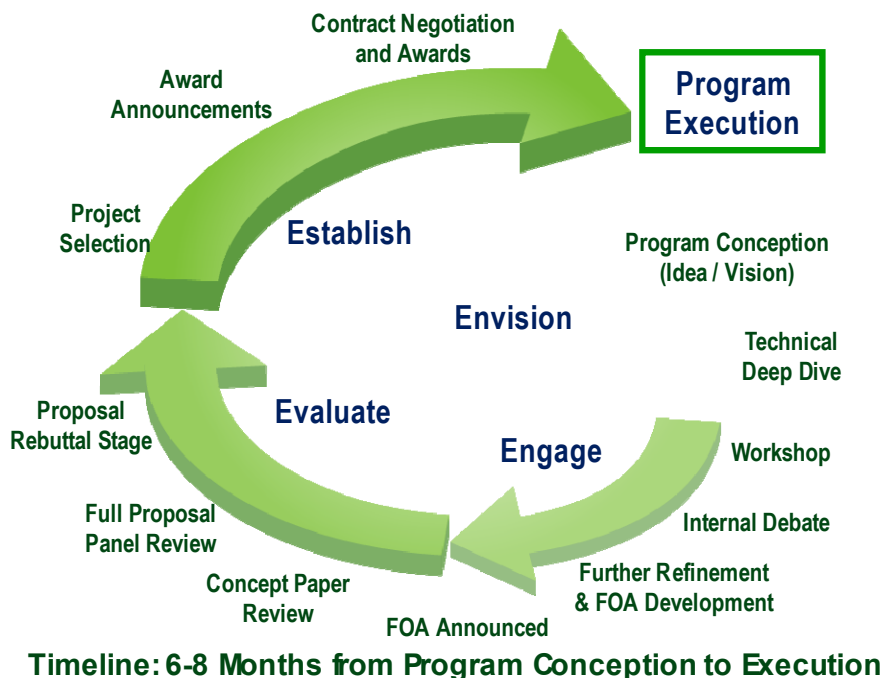 Contract Negotiation
and Awards
Award
Announcements
Program
Execution
Project
Selection
Establish
Program Conception
(Idea / Vision)
Envision
Technical
Deep Dive
Proposal
Rebuttal Stage
Evaluate
Engage
Workshop
Full Proposal
Panel Review
Internal Debate
Concept Paper
Review
Further Refinement
& FOA Development
FOA Announced
Timeline: 6-8 Months from Program Conception to Execution